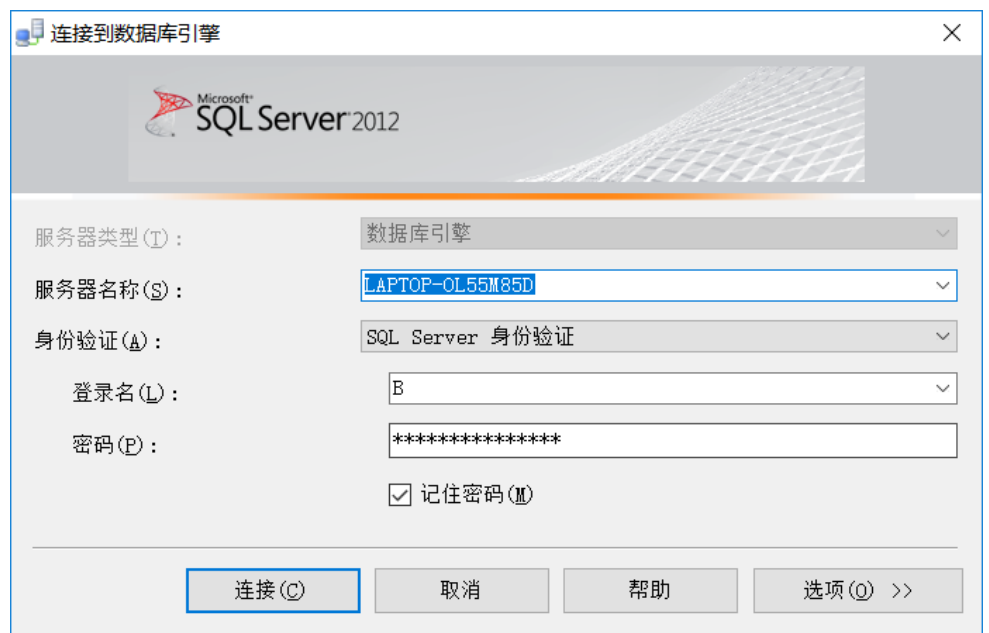 连接到数据库引擎
Microsoft
SQL Server 2012
服务器类型(T)： 数据库引擎
服务器名称(S)： LAPTOP-OL55M85D
身份验证(A)： SQL Server 身份验证
登录名(L)： B
密码(P)： ***************
记住密码(M)
连接(C) 取消 帮助 选项(O) >>